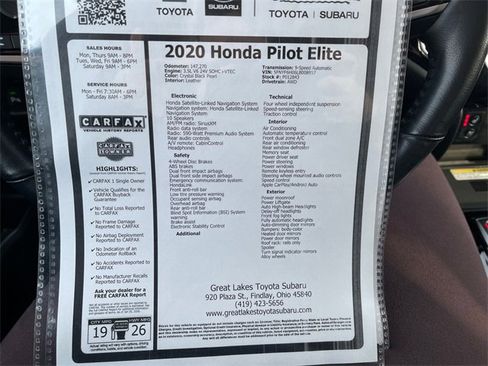 TOYOTA
SUBARU
TOYOTA / SUBARU
2020 Honda Pilot Elite
Odometer: 147,270
Engine: 3.5L V6 24V SOHC i-VTEC
Color: Crystal Black Pearl
Interior: Leather
Transmission: 9-Speed Automatic
Stock #:
Drivetrain: AWD
SALES HOURS
Mon, Thurs 9AM - 8PM
Tues, Wed, Fri 9AM - 6PM
Saturday 9AM - 3PM
SERVICE HOURS
Mon - Fri 7:30AM - 6PM
Saturday 8AM - 3PM
CARFAX
VEHICLE HISTORY REPORTS
CARFAX
1 OWNER
HIGHLIGHTS:
CARFAX 1 Single Owner
Vehicle Qualifies for the
CARFAX Buyback
Guarantee
No Total Loss Reported
to CARFAX
No Frame Damage
Reported to CARFAX
No Airbag Deployment
Reported to CARFAX
No Indication of an
Odometer Rollback
No Accidents Reported to
CARFAX
No Manufacturer Recalls
Reported to CARFAX
Ask your dealer for a
FREE CARFAX Report
CITY MPG
HWY MPG
19
26
Electronic
Honda Satellite-Linked Navigation System
Navigation system: Honda Satellite-Linked
Navigation System
10 Speakers
AM/FM radio: SiriusXM
Radio data system
Radio: 590-Watt Premium Audio System
Rear audio controls
A/V remote: CabinControl
Headphones
Safety
4-Wheel Disc Brakes
ABS brakes
Dual front impact airbags
Dual front side impact airbags
Emergency communication system:
HondaLink
Front anti-roll bar
Low tire pressure warning
Occupant sensing airbag
Overhead airbag
Rear anti-roll bar
Blind Spot Information (BSI) System
warning
Brake assist
Electronic Stability Control
Additional
Technical
Four wheel independent suspension
Speed-sensing steering
Traction control
Interior
Air Conditioning
Automatic temperature control
Front dual zone A/C
Rear air conditioning
Rear window defroster
Memory seat
Power driver seat
Power steering
Power windows
Remote keyless entry
Steering wheel mounted audio controls
Speed control
Apple CarPlay/Android Auto
Exterior
Power moonroof
Power Liftgate
Auto High-beam Headlights
Delay-off headlights
Front fog lights
Fully automatic headlights
Auto-dimming door mirrors
Bumpers: body-color
Heated door mirrors
Power door mirrors
Roof rack: rails only
Spoiler
Turn signal indicator mirrors
Alloy wheels
Great Lakes Toyota Subaru
920 Plaza St., Findlay, Ohio 45840
(419) 423-5656
www.greatlakestoyotasubaru.com